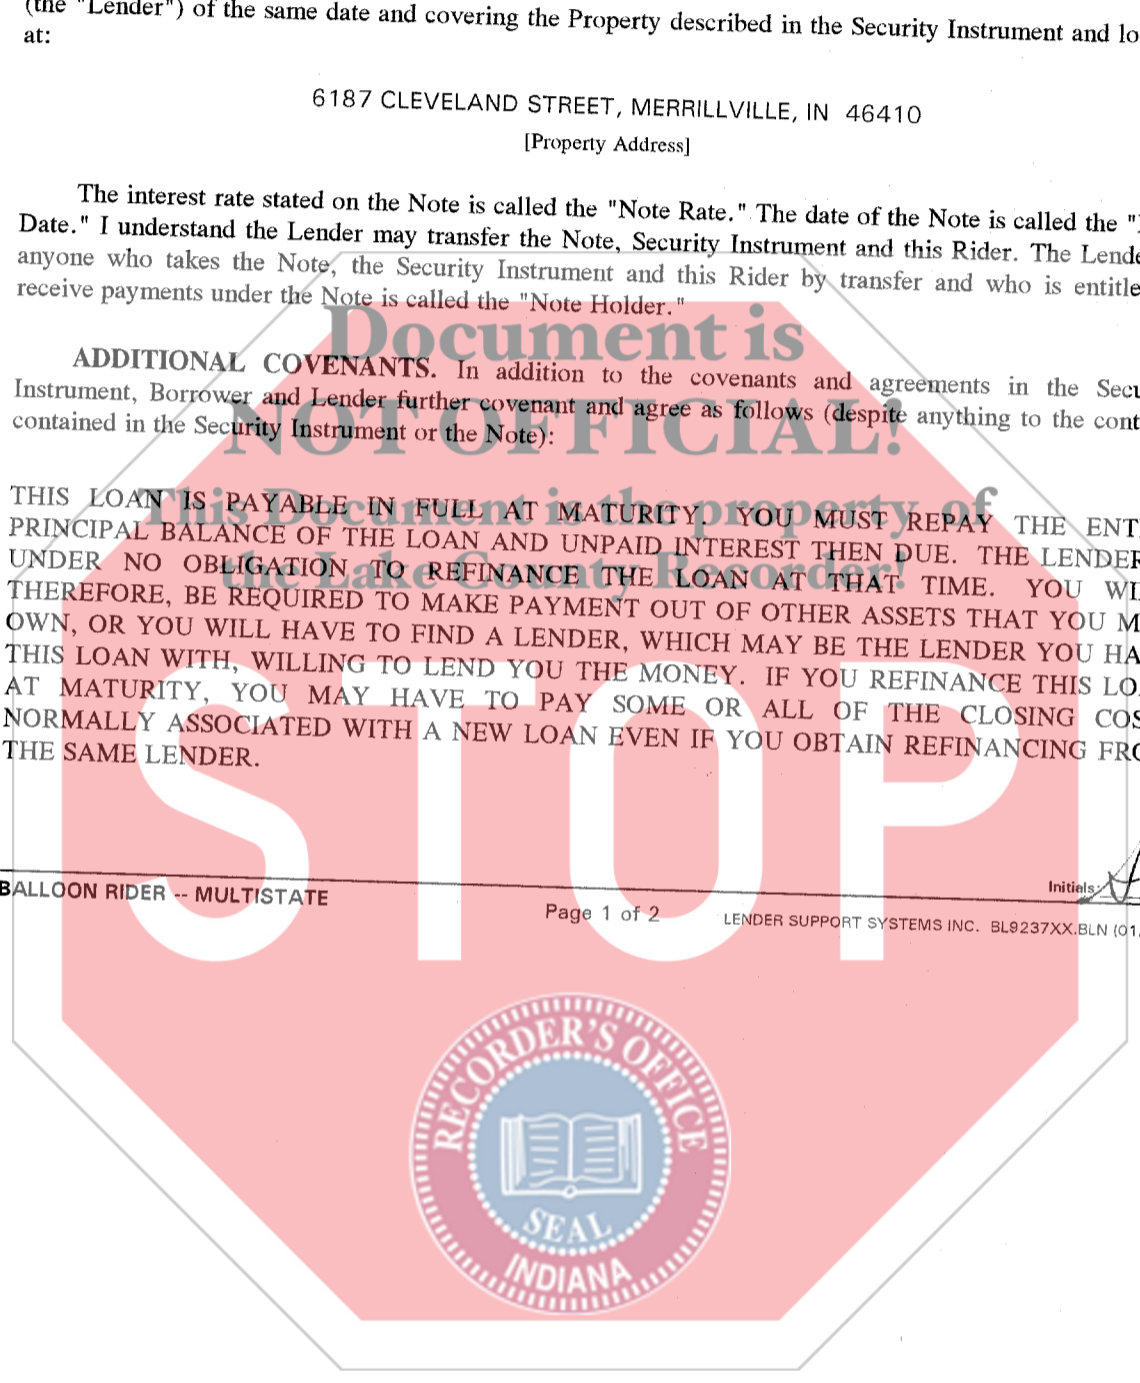 (the "Lender") of the same date and covering the Property described in the Security Instrument and lo
at:
6187 CLEVELAND STREET, MERRILLVILLE, IN 46410
[Property Address]
The interest rate stated on the Note is called the "Note Rate." The date of the Note is called the "
Date." I understand the Lender may transfer the Note, Security Instrument and this Rider. The Lende
anyone who takes the Note, the Security Instrument and this Rider by transfer and who is entitle
receive payments under the Note is called the "Note Holder."
Document is
ADDITIONAL COVENANTS. In addition to the covenants and agreements in the Secu
Instrument, Borrower and Lender further covenant and agree as follows (despite anything to the cont
NOT OFFICIAL!
contained in the Security Instrument or the Note):
This Document is the property of
THIS LOAN IS PAYABLE IN FULL AT MATURITY. YOU MUST REPAY THE ENT
PRINCIPAL BALANCE OF THE LOAN AND UNPAID INTEREST THEN DUE. THE LENDER
the Lake County Recorder!
UNDER NO OBLIGATION TO REFINANCE THE LOAN AT THAT TIME. YOU WI
THEREFORE, BE REQUIRED TO MAKE PAYMENT OUT OF OTHER ASSETS THAT YOU M
OWN, OR YOU WILL HAVE TO FIND A LENDER, WHICH MAY BE THE LENDER YOU HA
THIS LOAN WITH, WILLING TO LEND YOU THE MONEY. IF YOU REFINANCE THIS LO
AT MATURITY, YOU MAY HAVE TO PAY SOME OR ALL OF THE CLOSING COS
NORMALLY ASSOCIATED WITH A NEW LOAN EVEN IF YOU OBTAIN REFINANCING FRO
THE SAME LENDER.
STOP
BALLOON RIDER -- MULTISTATE
Initials:
Page 1 of 2
LENDER SUPPORT SYSTEMS INC. BL9237XX.BLN (01
RECORDER'S OFFICE
SEAL
INDIANA